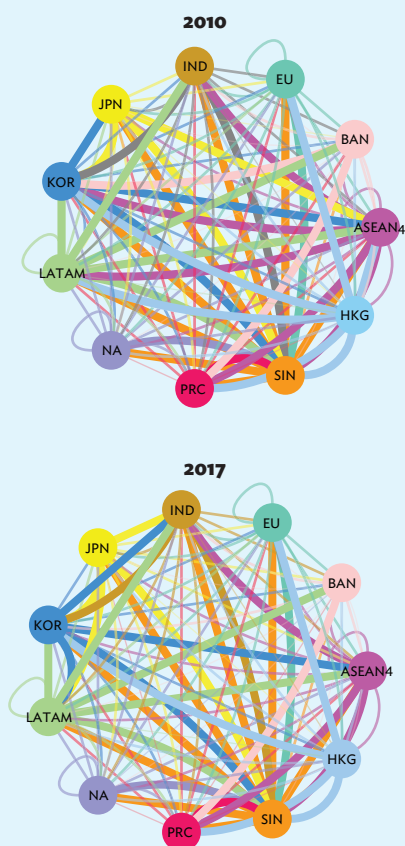 2010
IND
EU
JPN
BAN
KOR
ASEAN4
LATAM
HKG
NA
PRC
SIN
2017
IND
EU
JPN
BAN
KOR
ASEAN4
LATAM
HKG
NA
SIN
PRC